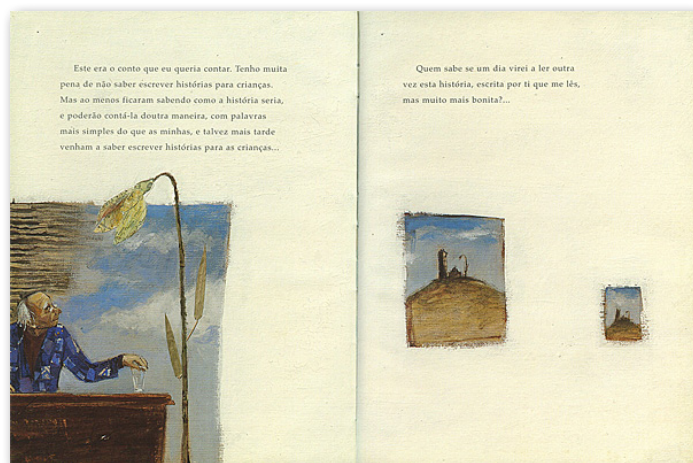 Este era o conto que eu queria contar. Tenho muita
pena de não saber escrever histórias para crianças.
Mas ao menos ficaram sabendo como a história seria,
e poderão contá-la doutra maneira, com palavras
mais simples do que as minhas, e talvez mais tarde
venham a saber escrever histórias para as crianças...
Quem sabe se um dia virei a ler outra
vez esta história, escrita por ti que me lês,
mas muito mais bonita?...